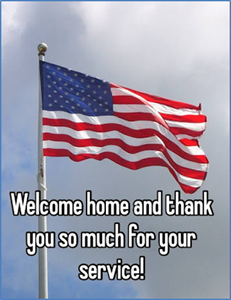 Welcome home and thank
you so much for your
service!